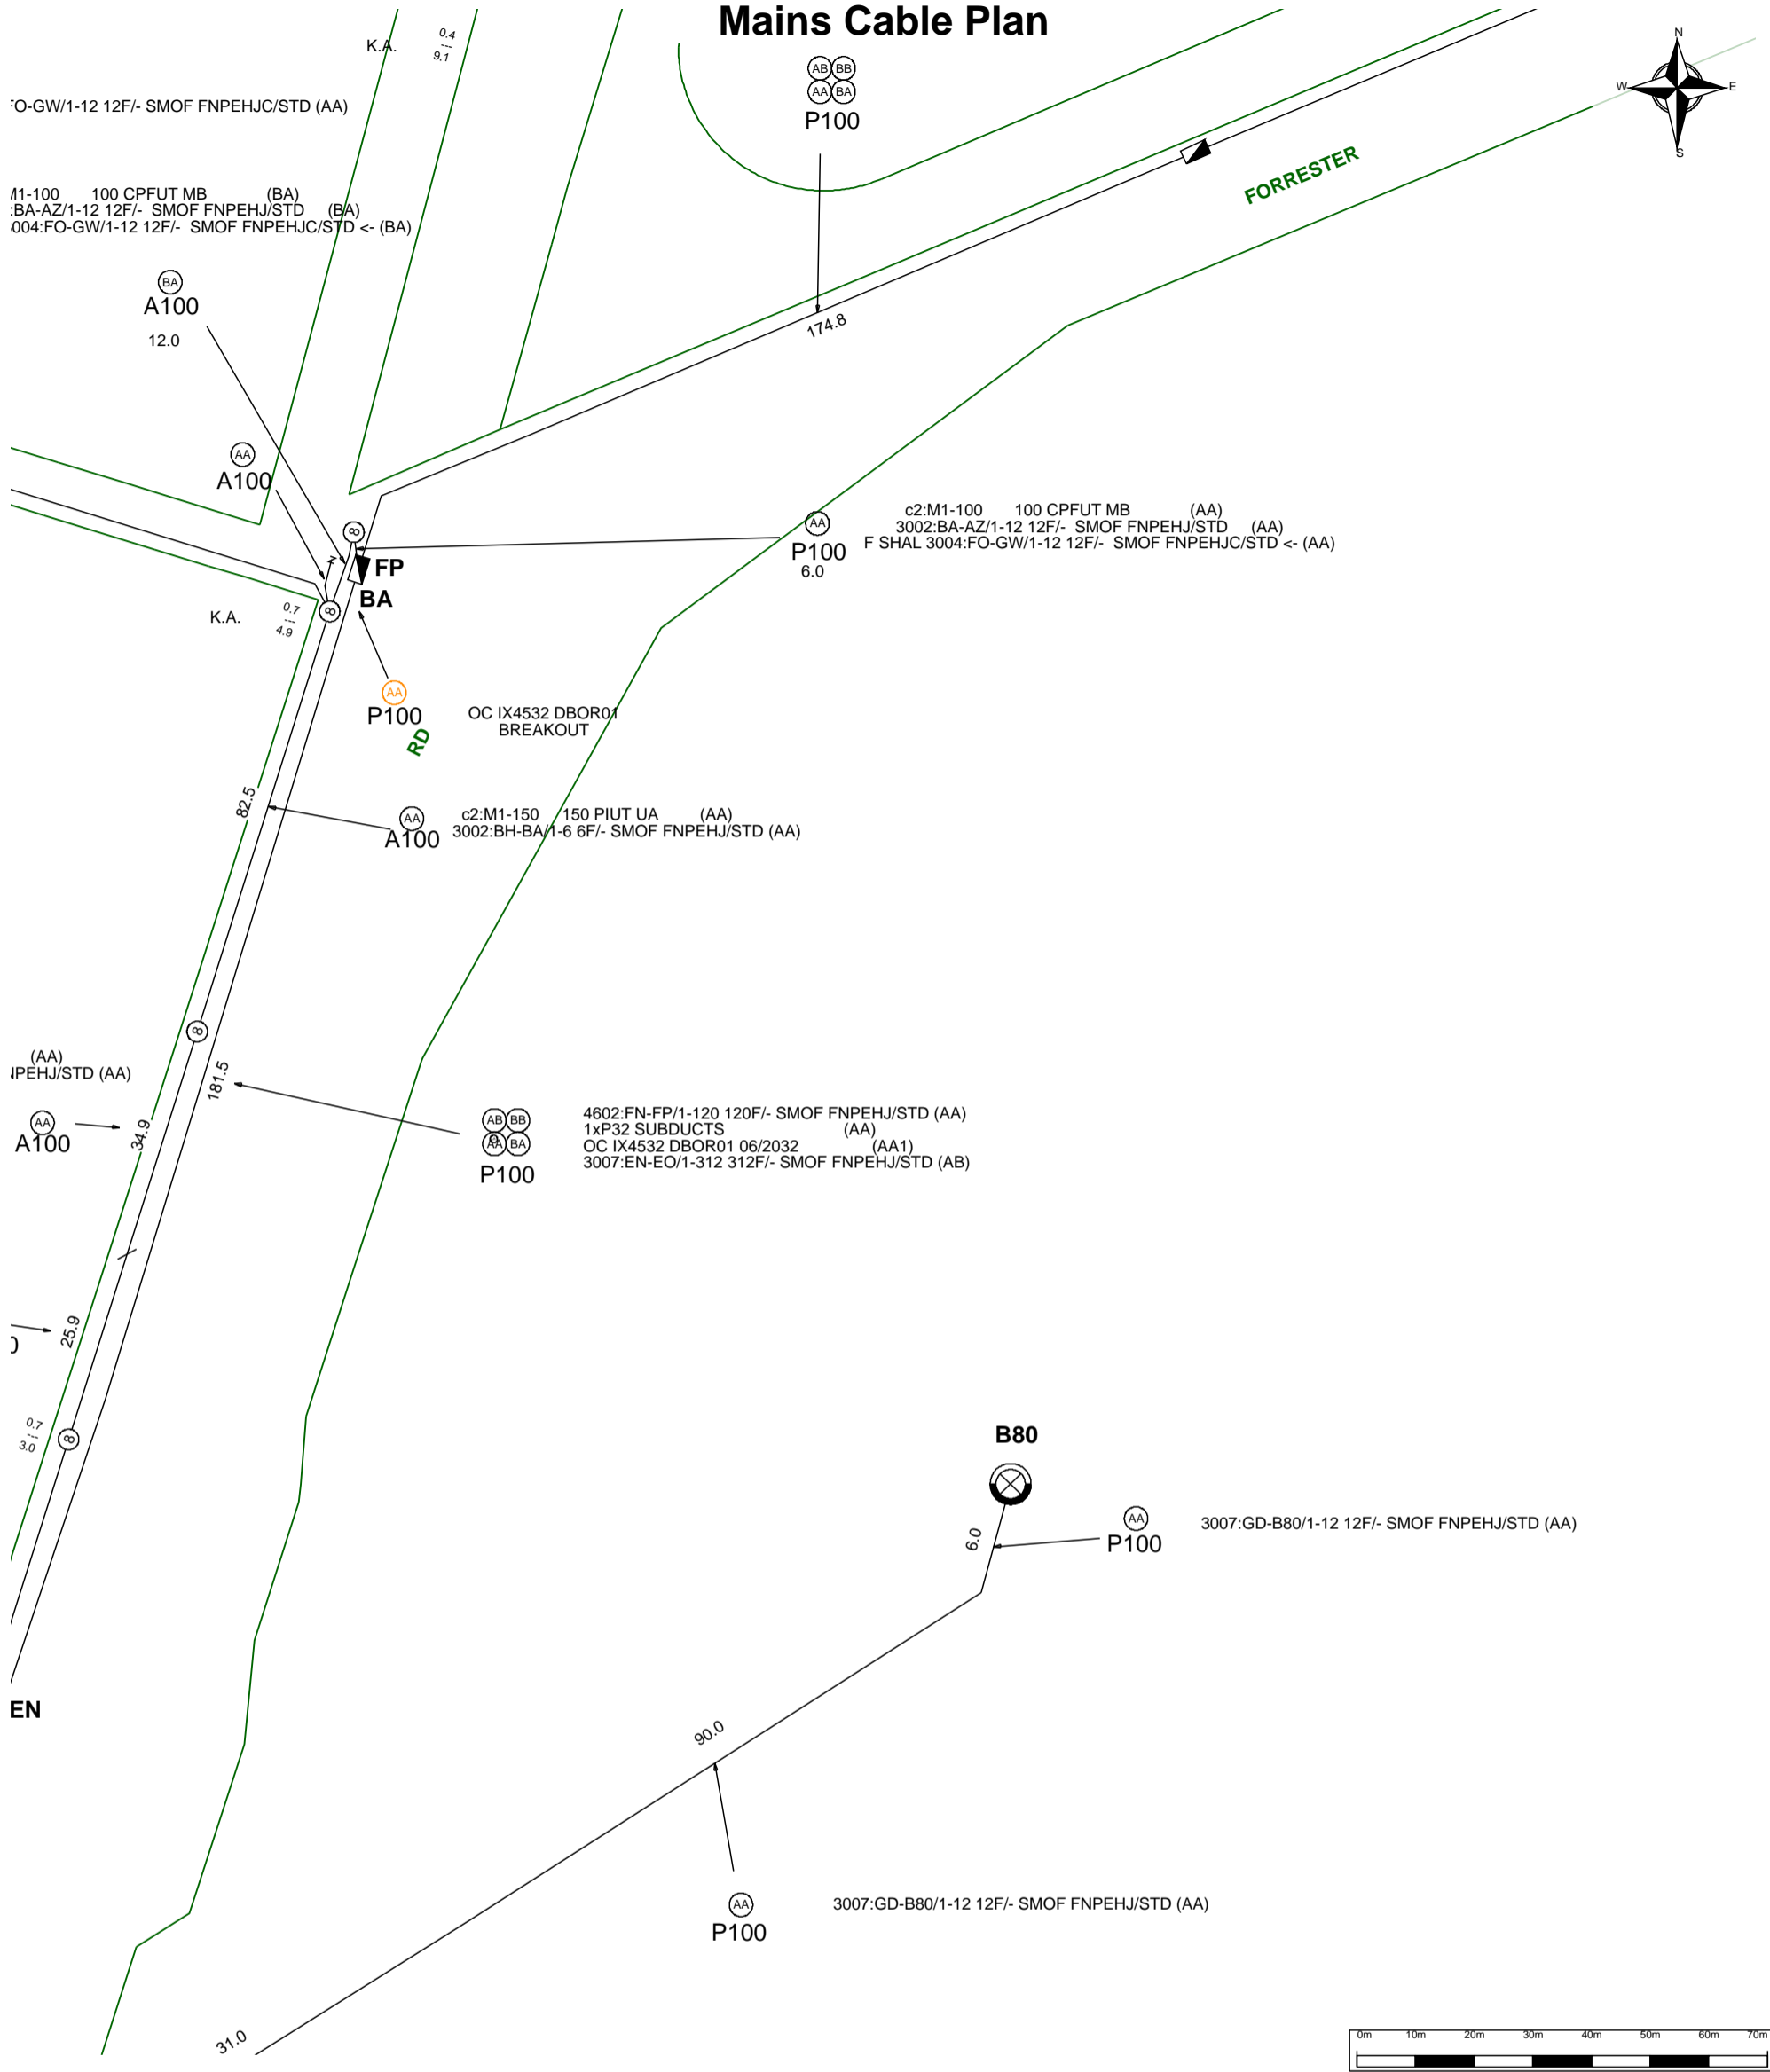 Mains Cable Plan
K.A.
0.4
---
9.1
AB BB
AA BA
P100
N
W E
S
FO-GW/1-12 12F/- SMOF FNPEHJC/STD (AA)
FORRESTER
M1-100 100 CPFUT MB (BA)
:BA-AZ/1-12 12F/- SMOF FNPEHJ/STD (BA)
004:FO-GW/1-12 12F/- SMOF FNPEHJC/STD <- (BA)
BA
A100
12.0
174.8
AA
A100
8
AA
P100
6.0
c2:M1-100 100 CPFUT MB (AA)
3002:BA-AZ/1-12 12F/- SMOF FNPEHJ/STD (AA)
F SHAL 3004:FO-GW/1-12 12F/- SMOF FNPEHJC/STD <- (AA)
FP
BA
8
K.A.
0.7
---
4.9
AA
P100
RD
OC IX4532 DBOR01
BREAKOUT
82.5
AA
A100
c2:M1-150 150 PIUT UA (AA)
3002:BH-BA/1-6 6F/- SMOF FNPEHJ/STD (AA)
8
(AA)
NPEHJ/STD (AA)
181.5
AA
A100
34.9
AB BB
AA BA
P100
4602:FN-FP/1-120 120F/- SMOF FNPEHJ/STD (AA)
1xP32 SUBDUCTS (AA)
OC IX4532 DBOR01 06/2032 (AA1)
3007:EN-EO/1-312 312F/- SMOF FNPEHJ/STD (AB)
0
25.9
0.7
---
3.0
8
B80
6.0
AA
P100
3007:GD-B80/1-12 12F/- SMOF FNPEHJ/STD (AA)
EN
90.0
AA
P100
3007:GD-B80/1-12 12F/- SMOF FNPEHJ/STD (AA)
31.0
0m 10m 20m 30m 40m 50m 60m 70m